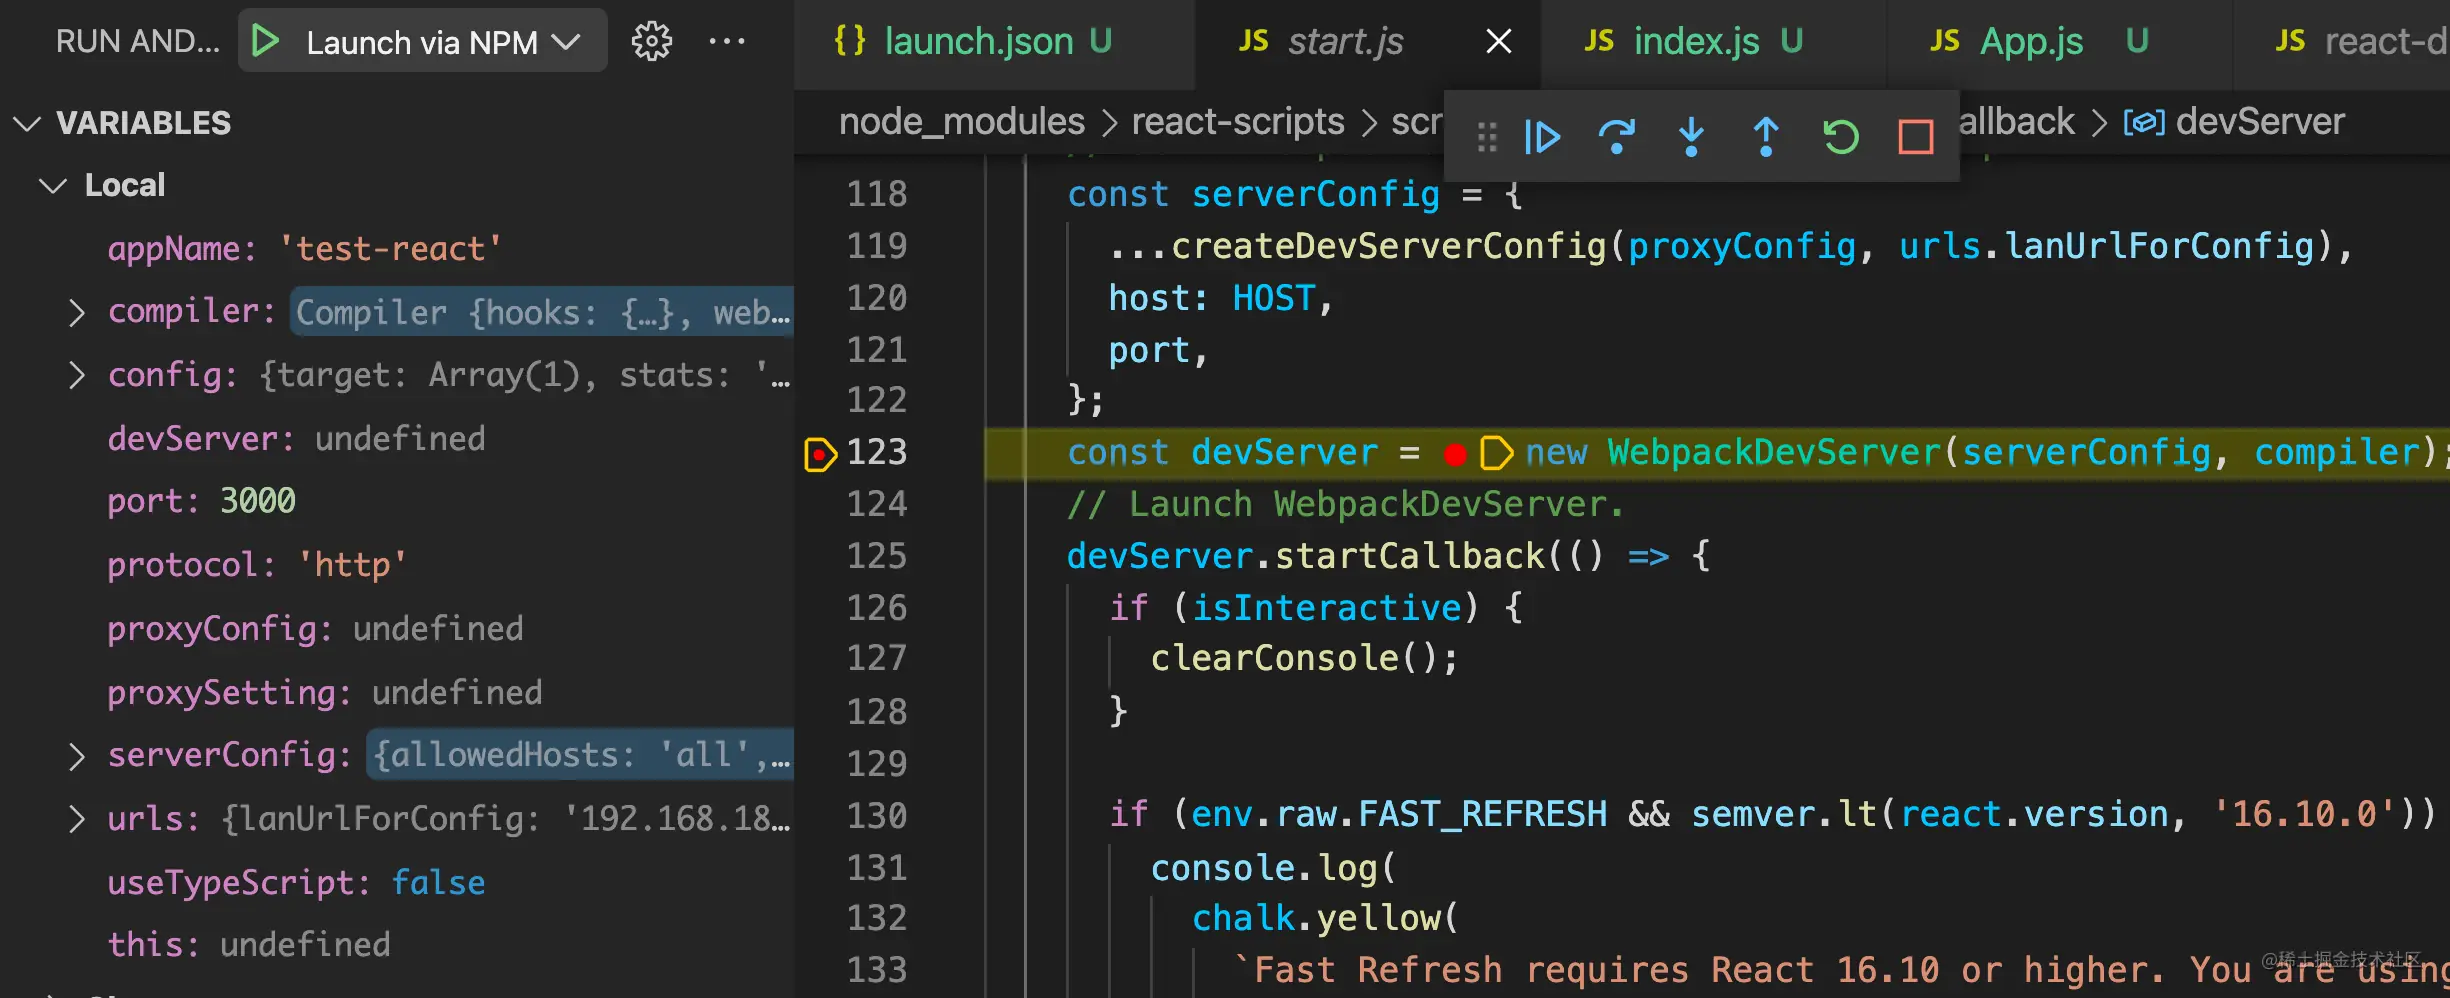 RUN AND... Launch via NPM
VARIABLES
Local
appName: 'test-react'
compiler: Compiler {hooks: {…}, web…
config: {target: Array(1), stats: '…
devServer: undefined
port: 3000
protocol: 'http'
proxyConfig: undefined
proxySetting: undefined
serverConfig: {allowedHosts: 'all',…
urls: {lanUrlForConfig: '192.168.18…
useTypeScript: false
this: undefined
{} launch.json U
JS start.js
JS index.js U
JS App.js U
JS react-d
node_modules > react-scripts > scr
allback > devServer
118 const serverConfig = {
119 ...createDevServerConfig(proxyConfig, urls.lanUrlForConfig),
120 host: HOST,
121 port,
122 };
123 const devServer = new WebpackDevServer(serverConfig, compiler);
124 // Launch WebpackDevServer.
125 devServer.startCallback(() => {
126 if (isInteractive) {
127 clearConsole();
128 }
129
130 if (env.raw.FAST_REFRESH && semver.lt(react.version, '16.10.0'))
131 console.log(
132 chalk.yellow(
133 `Fast Refresh requires React 16.10 or higher. You are using
@稀土掘金技术社区